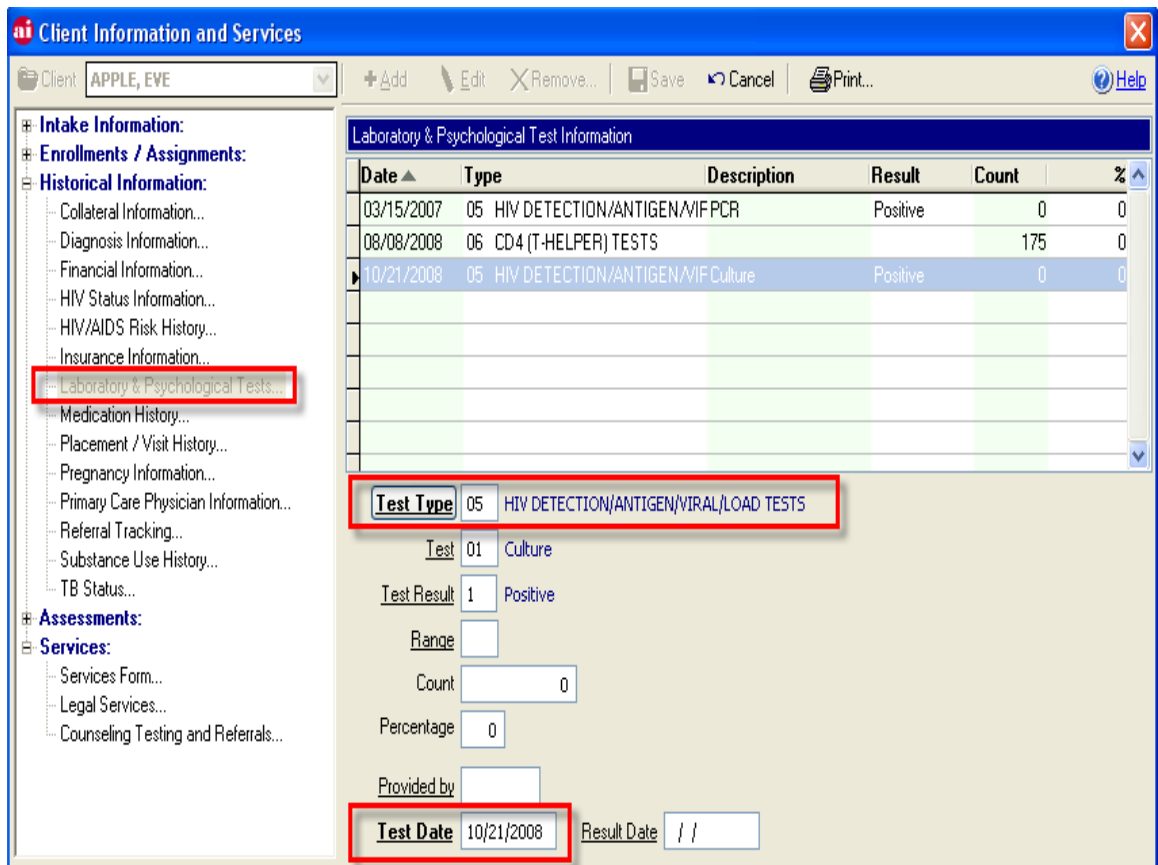 ai Client Information and Services
Client APPLE, EVE Add Edit Remove... Save Cancel Print... Help
Intake Information:
Enrollments / Assignments:
Historical Information:
Collateral Information...
Diagnosis Information...
Financial Information...
HIV Status Information...
HIV/AIDS Risk History...
Insurance Information...
Laboratory & Psychological Tests...
Medication History...
Placement / Visit History...
Pregnancy Information...
Primary Care Physician Information...
Referral Tracking...
Substance Use History...
TB Status...
Assessments:
Services:
Services Form...
Legal Services...
Counseling Testing and Referrals...
Laboratory & Psychological Test Information
Date Type Description Result Count %
03/15/2007 05 HIV DETECTION/ANTIGEN/VIF PCR Positive 0 0
08/08/2008 06 CD4 (T-HELPER) TESTS 175 0
10/21/2008 05 HIV DETECTION/ANTIGEN/VIF Culture Positive 0 0
Test Type 05 HIV DETECTION/ANTIGEN/VIRAL/LOAD TESTS
Test 01 Culture
Test Result 1 Positive
Range
Count 0
Percentage 0
Provided by
Test Date 10/21/2008 Result Date / /